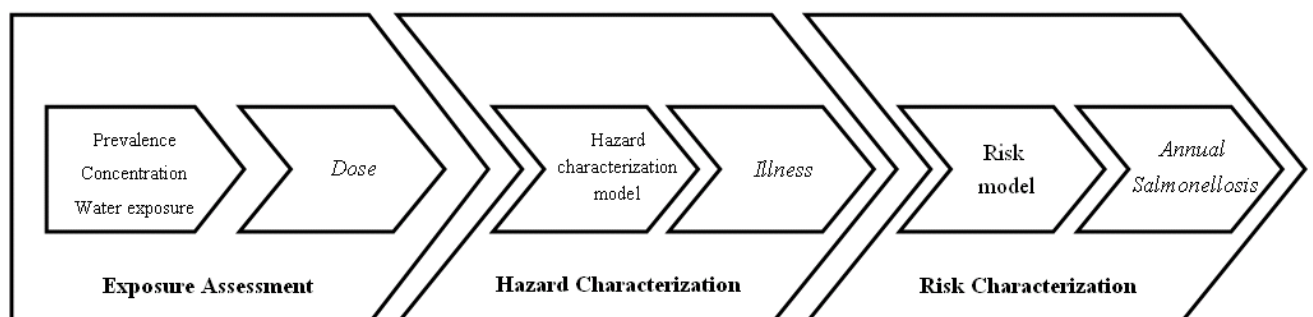 Prevalence
Concentration
Water exposure
Dose
Exposure Assessment
Hazard
characterization
model
Illness
Hazard Characterization
Risk
model
Annual
Salmonellosis
Risk Characterization